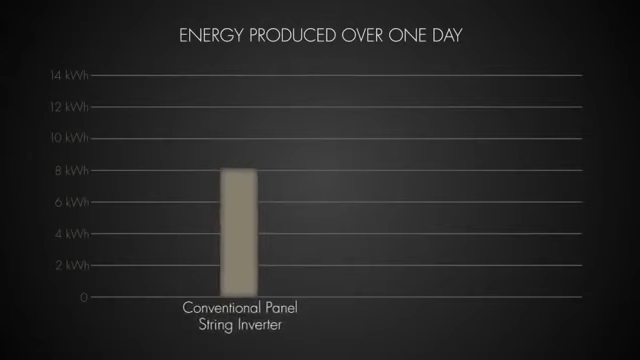 ENERGY PRODUCED OVER ONE DAY
14 kWh
12 kWh
10 kWh
8 kWh
6 kWh
4 kWh
2 kWh
0
Conventional Panel
String Inverter